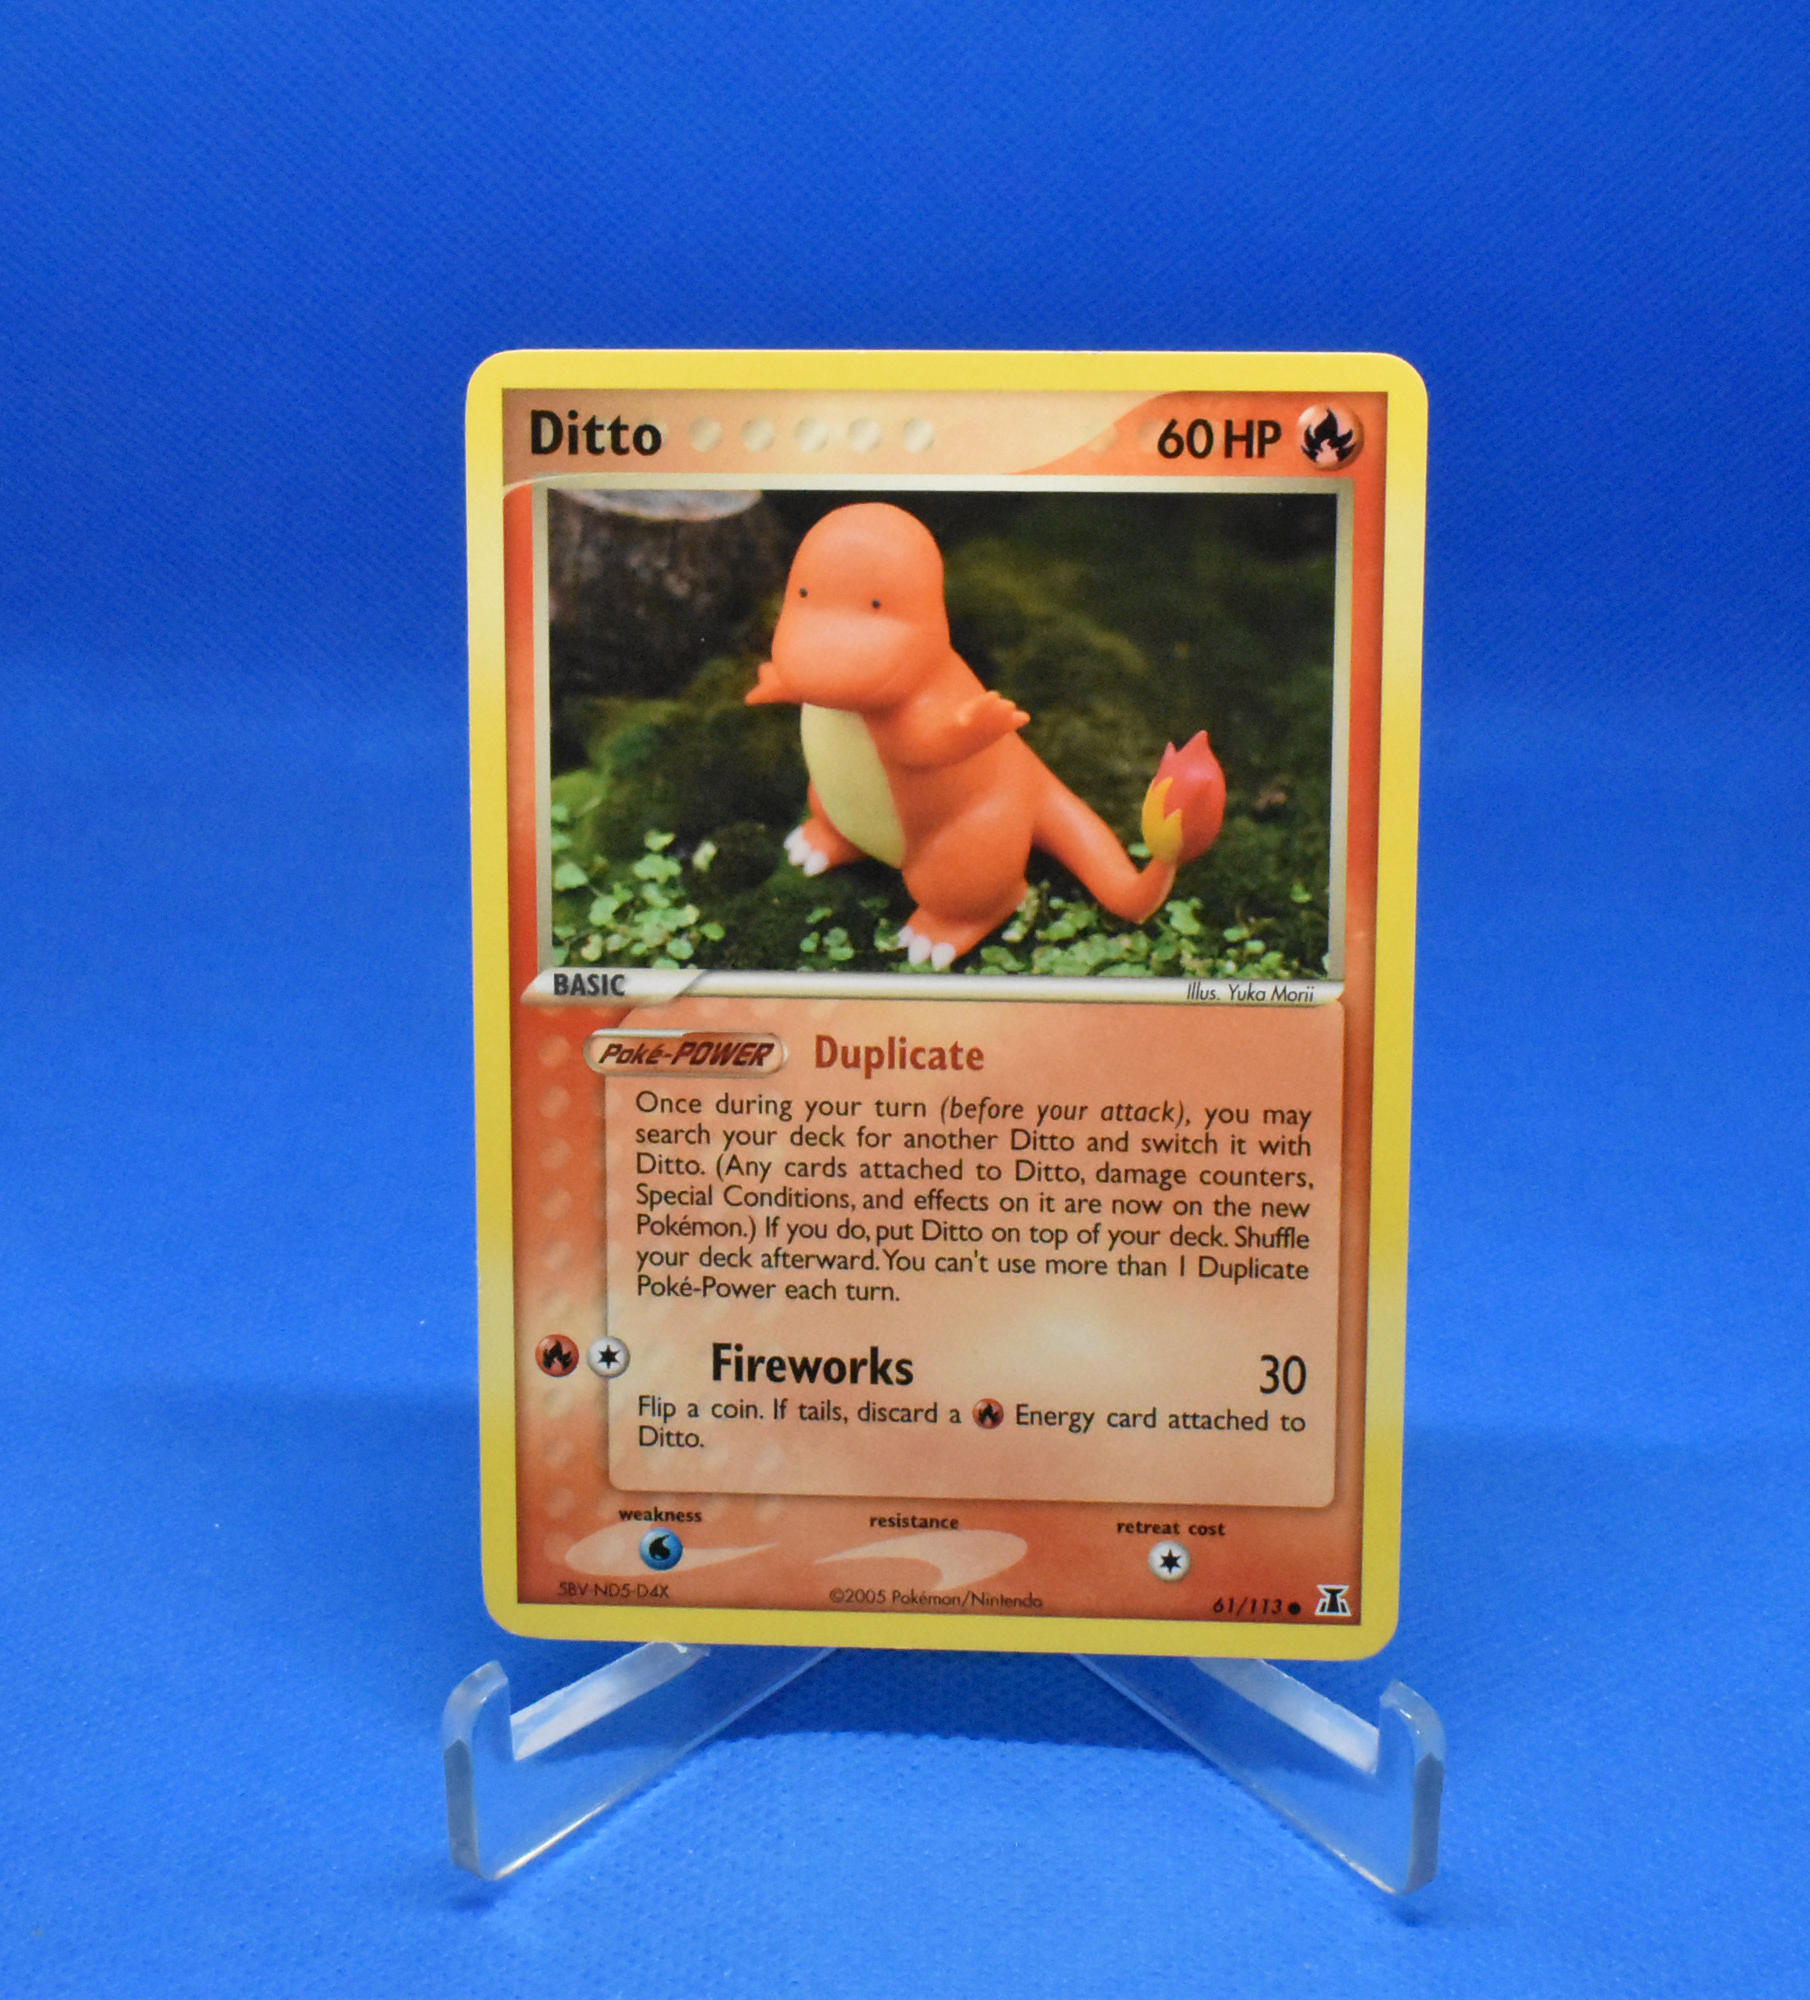 Ditto 60 HP
BASIC
Illus. Yuka Morii
Poké-POWER Duplicate
Once during your turn (before your attack), you may
search your deck for another Ditto and switch it with
Ditto. (Any cards attached to Ditto, damage counters,
Special Conditions, and effects on it are now on the new
Pokémon.) If you do, put Ditto on top of your deck. Shuffle
your deck afterward. You can't use more than 1 Duplicate
Poké-Power each turn.
Fireworks 30
Flip a coin. If tails, discard a Energy card attached to
Ditto.
weakness resistance retreat cost
5BV-ND5-D4X ©2005 Pokémon/Nintendo 61/113